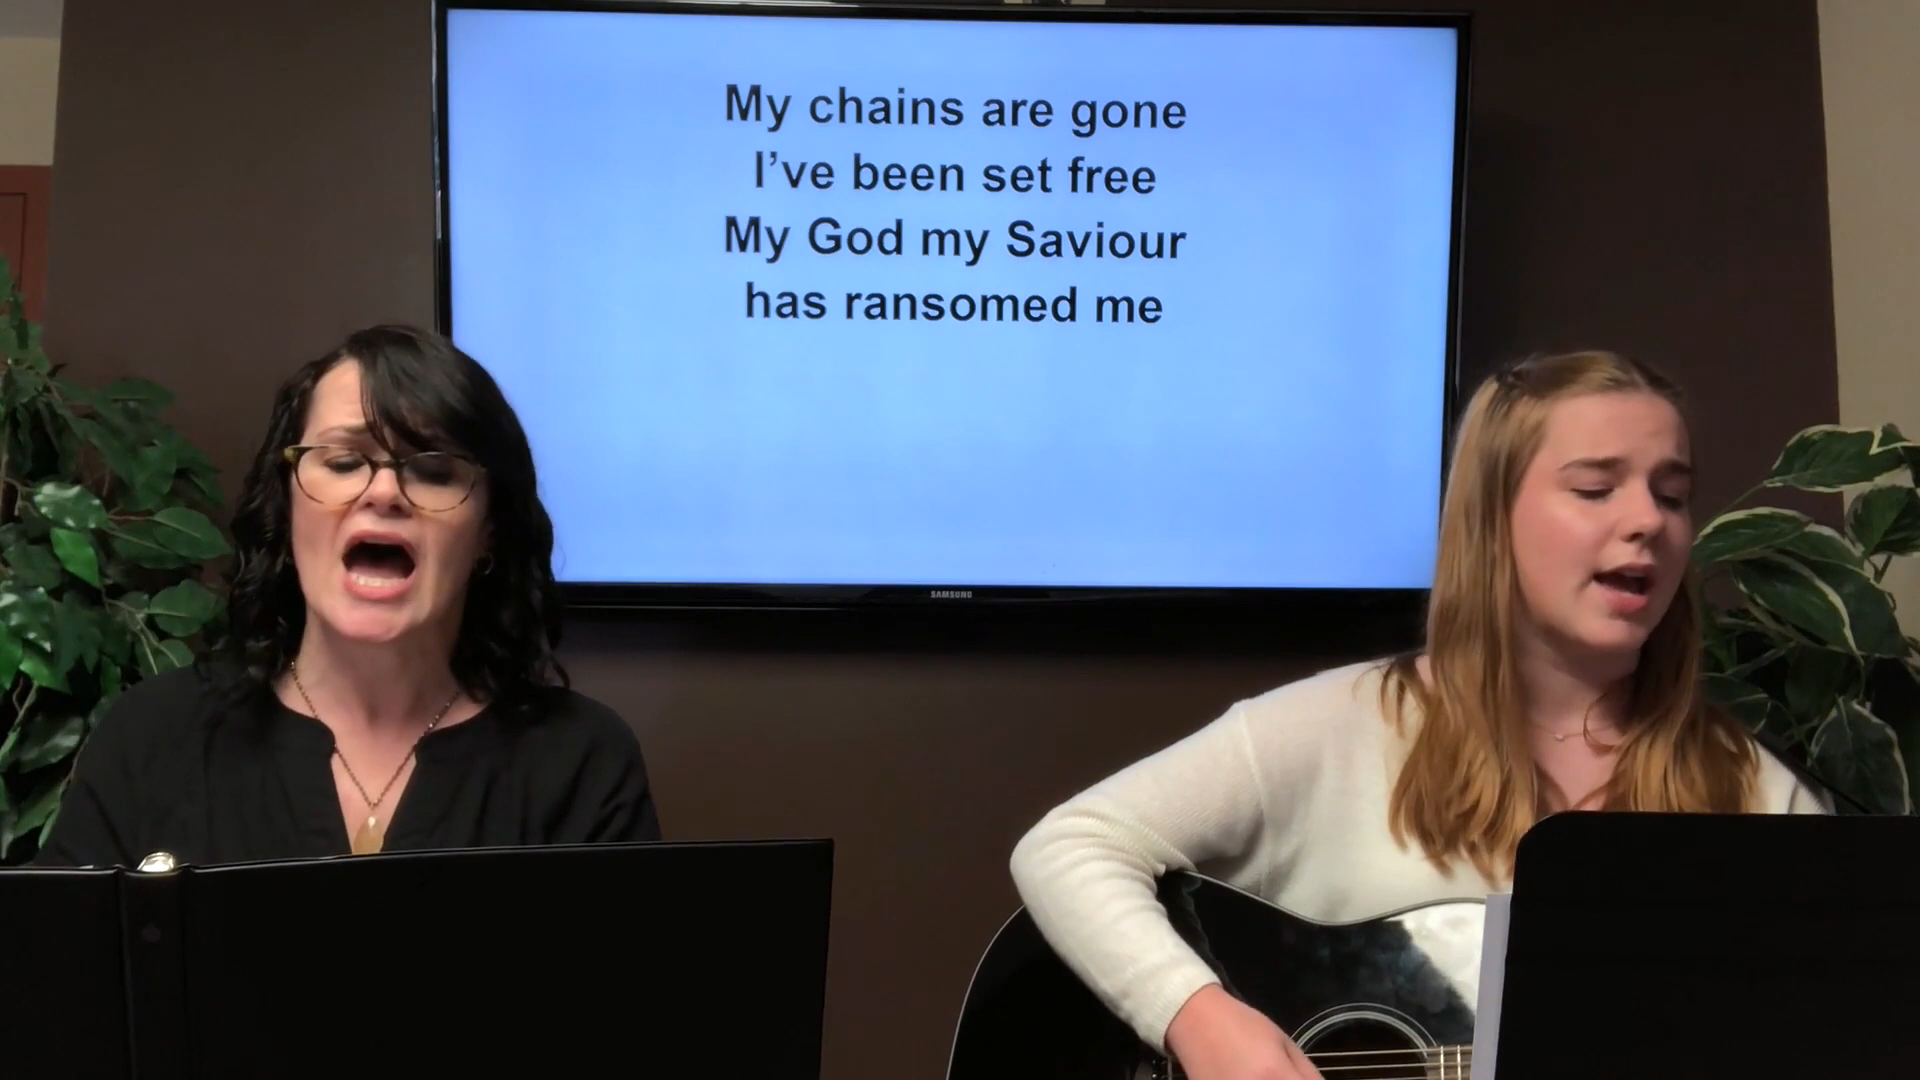 My chains are gone
I’ve been set free
My God my Saviour
has ransomed me
SAMSUNG